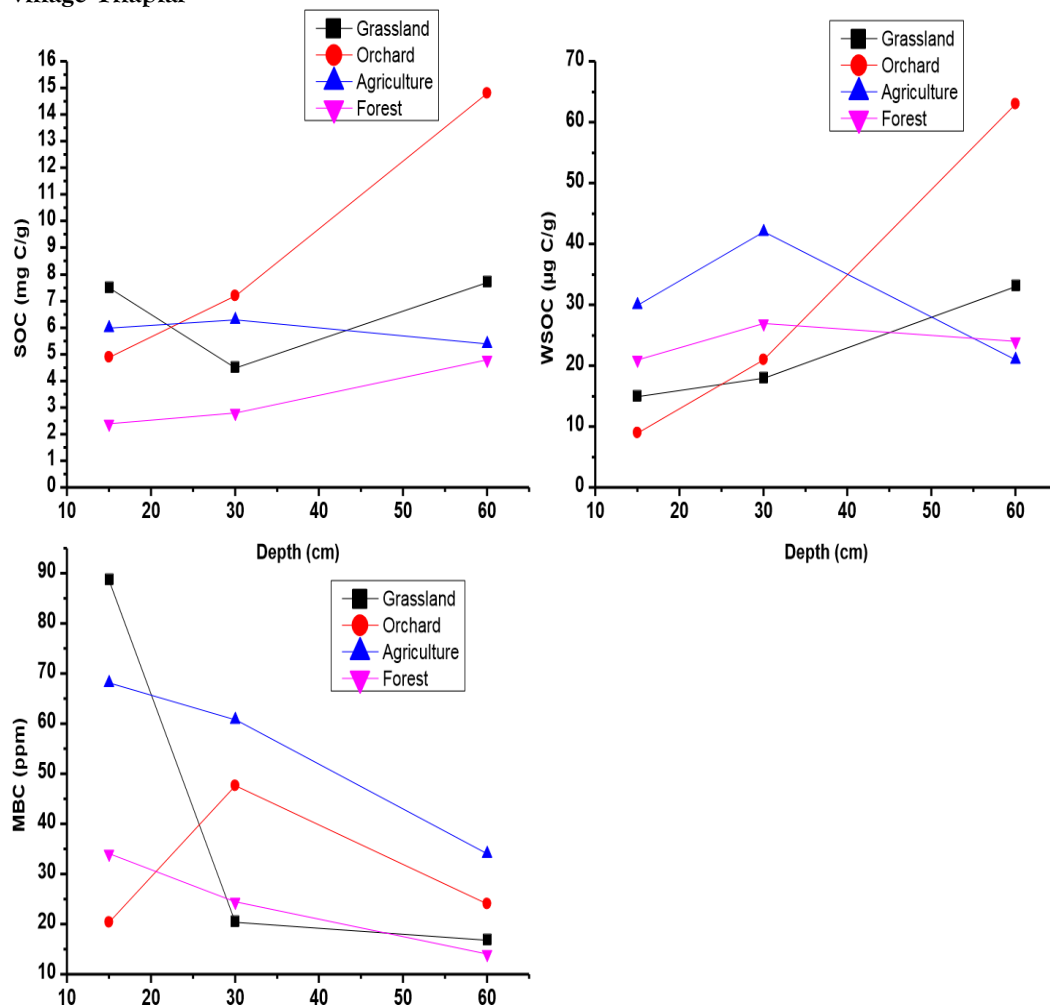 Village Thaplar
Grassland
Orchard
Agriculture
Forest
16
15
14
13
12
11
10
9
8
7
6
5
4
3
2
1
0
SOC (mg C/g)
10 20 30 40 50 60
Depth (cm)
Grassland
Orchard
Agriculture
Forest
70
60
50
40
30
20
10
0
WSOC (µg C/g)
10 20 30 40 50 60
Depth (cm)
Grassland
Orchard
Agriculture
Forest
90
80
70
60
50
40
30
20
10
MBC (ppm)
10 20 30 40 50 60